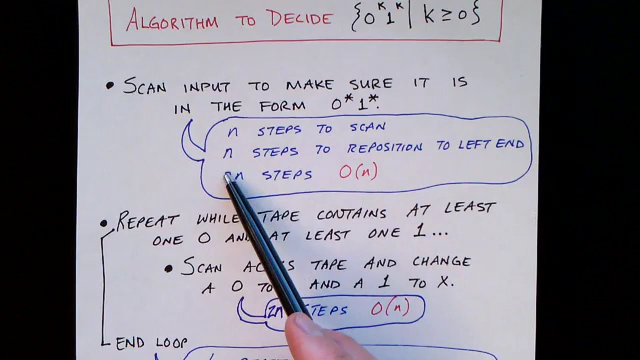 ALGORITHM TO DECIDE {0ᴷ1ᴷ | K ≥ 0}
• SCAN INPUT TO MAKE SURE IT IS
IN THE FORM 0*1*.
n STEPS TO SCAN
n STEPS TO REPOSITION TO LEFT END
n STEPS O(n)
• REPEAT WHILE TAPE CONTAINS AT LEAST
ONE 0 AND AT LEAST ONE 1 ...
• SCAN ACROSS TAPE AND CHANGE
A 0 TO AND A 1 TO X.
2n STEPS O(n)
END LOOP